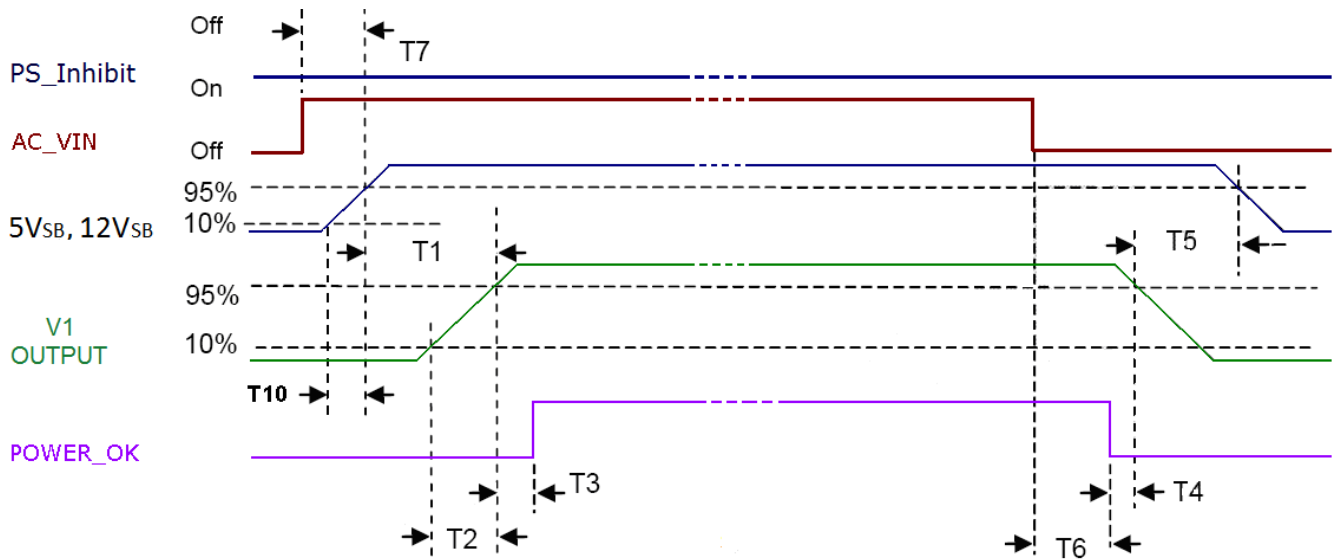 Off
T7
PS_Inhibit
On
AC_VIN
Off
95%
5VSB, 12VSB
10%
T1
T5
95%
V1
OUTPUT
10%
T10
POWER_OK
T3
T4
T2
T6